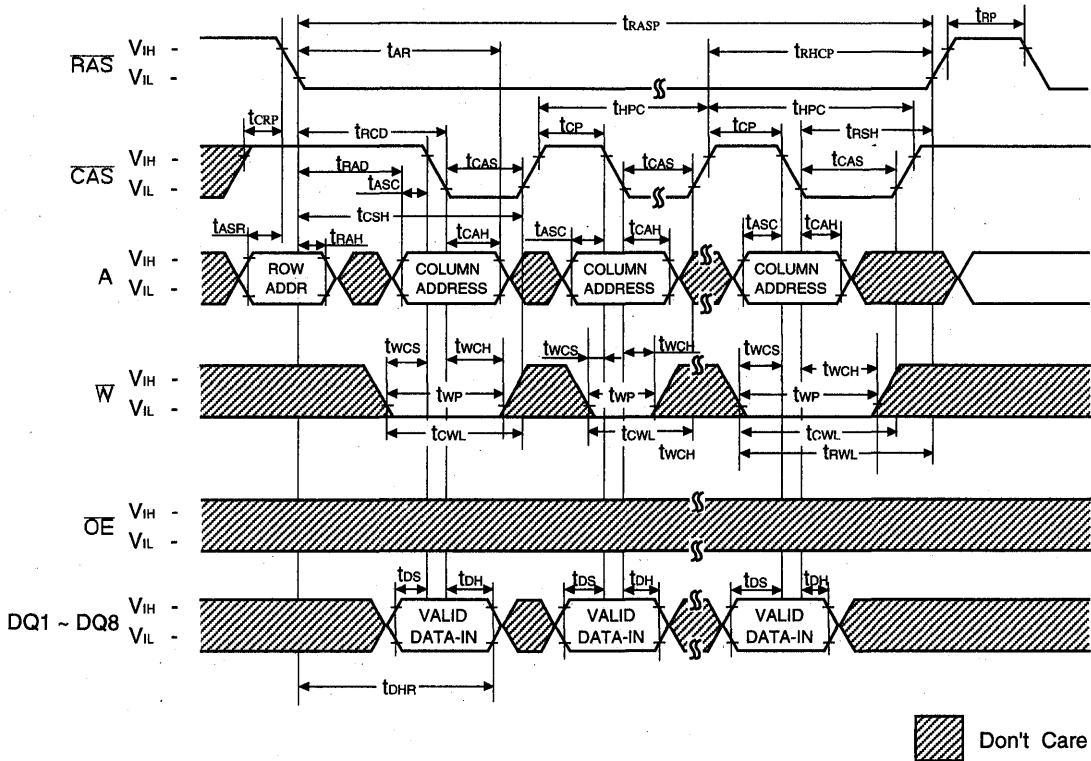 tRASP
tRP
RAS
VIH -
VIL -
tAR
tRHCP
tHPC
tHPC
tCRP
tRCD
tCP
tCP
tRSH
CAS
VIH -
VIL -
tRAD
tCAS
tCAS
tCAS
tASC
tCSH
tASR
tRAH
tCAH
tASC
tCAH
tASC
tCAH
A
VIH -
VIL -
ROW
ADDR
COLUMN
ADDRESS
COLUMN
ADDRESS
COLUMN
ADDRESS
tWCS
tWCH
tWCS
tWCH
tWCS
tWCH
W
VIH -
VIL -
tWP
tWP
tWP
tCWL
tCWL
tCWL
tWCH
tRWL
OE
VIH -
VIL -
tDS
tDH
tDS
tDH
tDS
tDH
DQ1 ~ DQ8
VIH -
VIL -
VALID
DATA-IN
VALID
DATA-IN
VALID
DATA-IN
tDHR
Don't Care